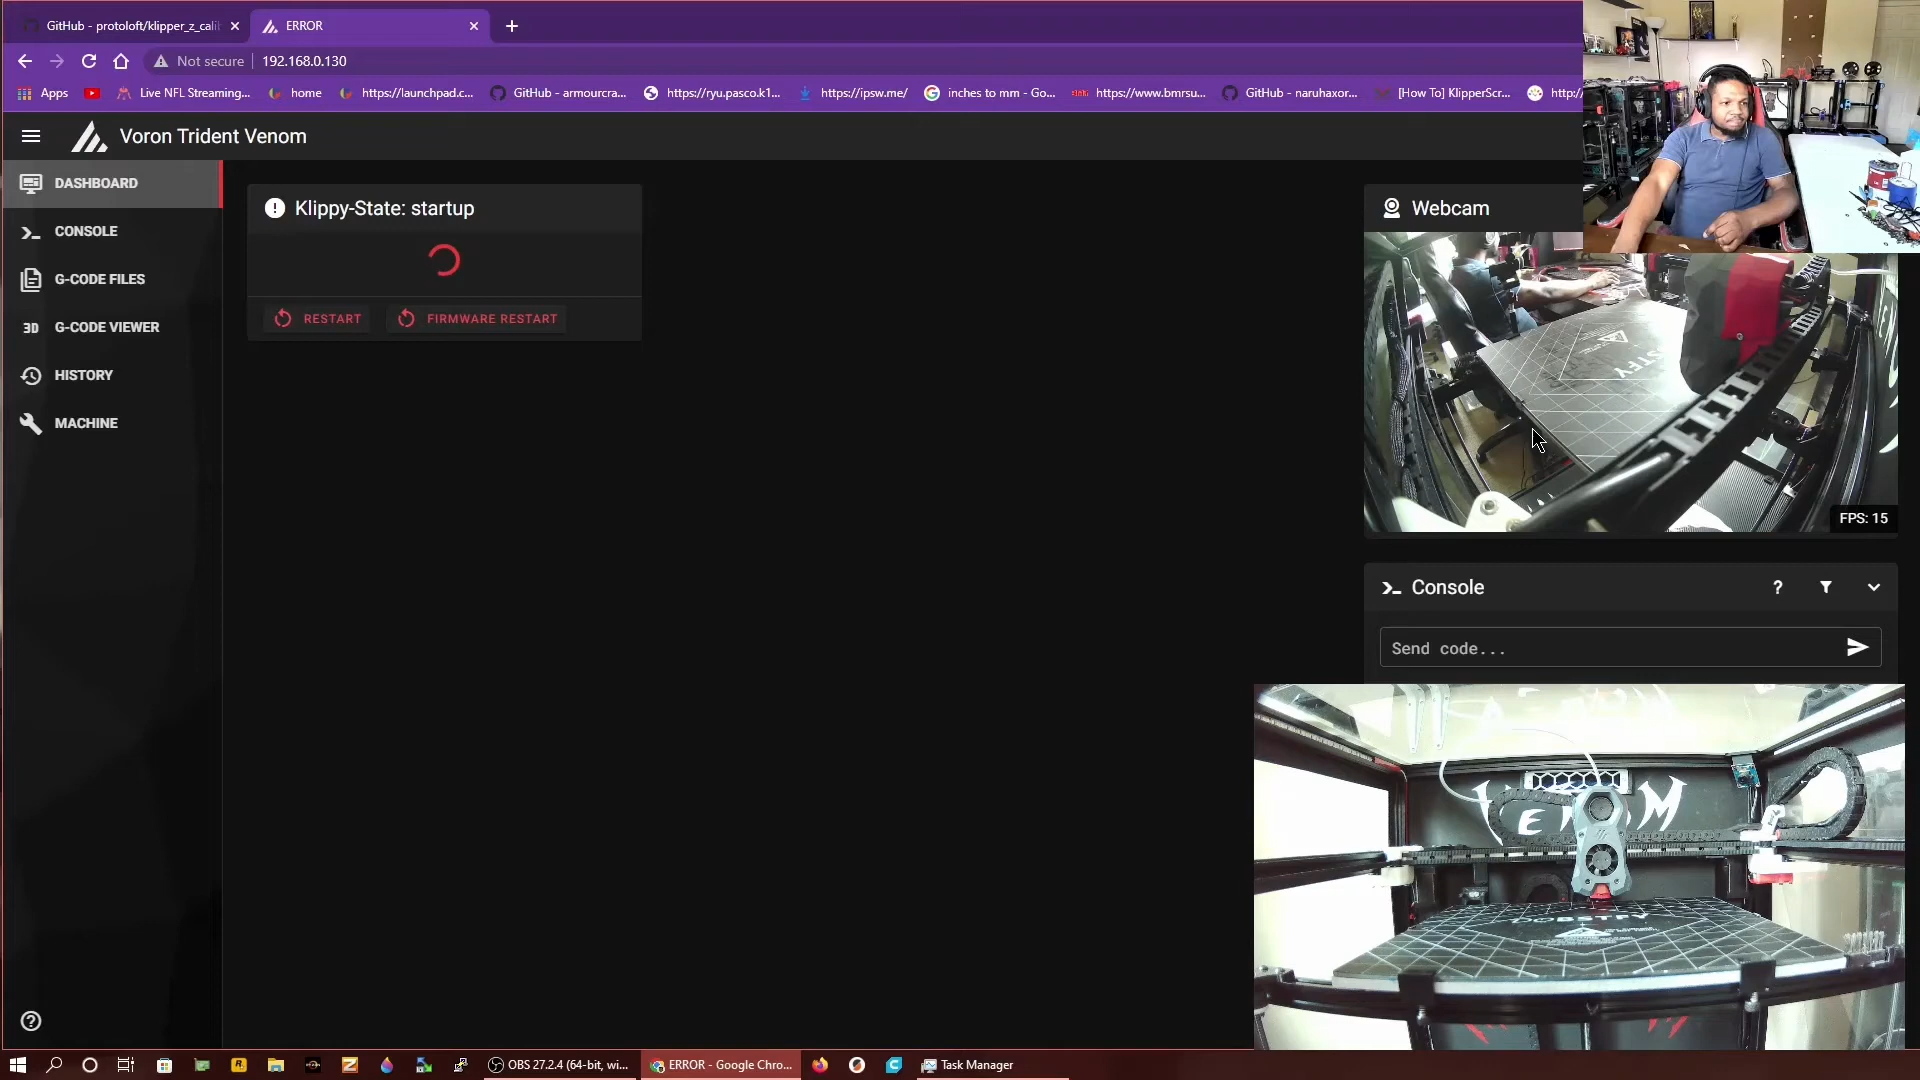 GitHub - protoloft/klipper_z_cali
ERROR
Not secure
192.168.0.130
Apps
Live NFL Streaming...
home
https://launchpad.c...
GitHub - armourcra...
https://ryu.pasco.k1...
https://ipsw.me/
inches to mm - Go...
https://www.bmrsu...
GitHub - naruhaxor...
[How To] KlipperScr...
http:/
Voron Trident Venom
DASHBOARD
CONSOLE
G-CODE FILES
3D G-CODE VIEWER
HISTORY
MACHINE
Klippy-State: startup
RESTART
FIRMWARE RESTART
Webcam
FPS: 15
Console
?
Send code...
VENOM
OBS 27.2.4 (64-bit, wi...
ERROR - Google Chro...
Task Manager